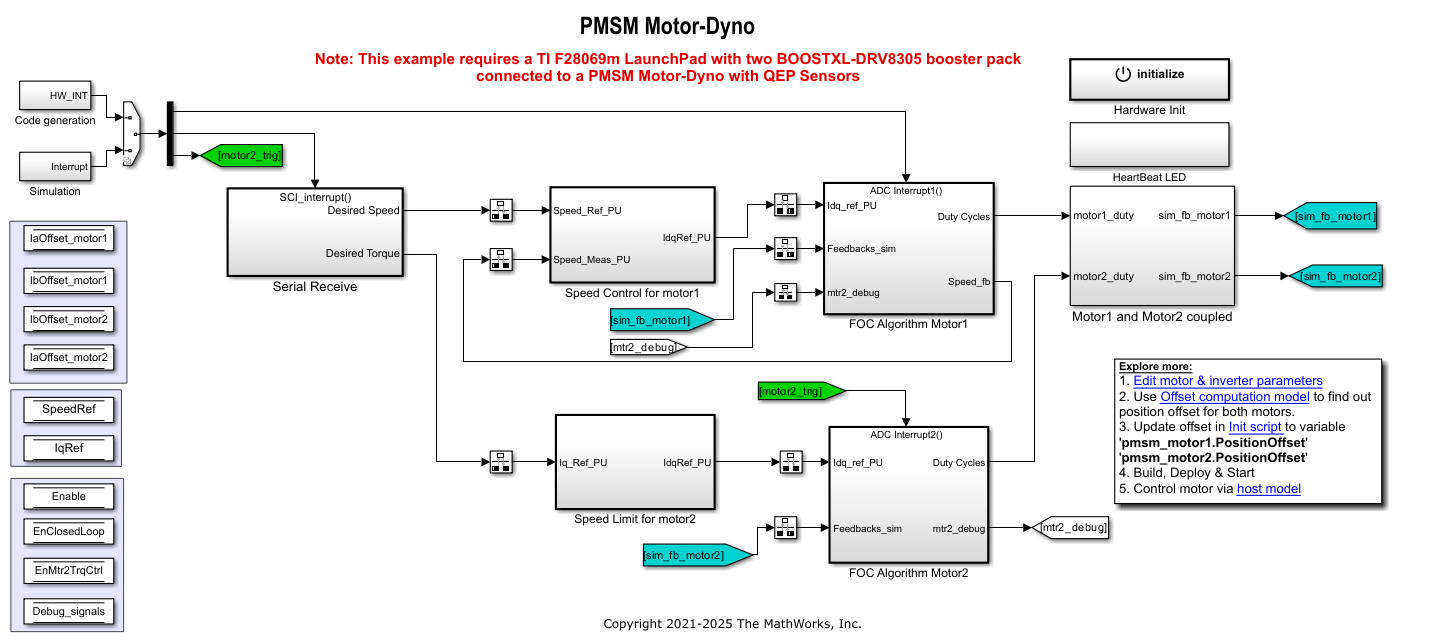 PMSM Motor-Dyno
Note: This example requires a TI F28069m LaunchPad with two BOOSTXL-DRV8305 booster pack
connected to a PMSM Motor-Dyno with QEP Sensors
HW_INT
Code generation
Interrupt
Simulation
[motor2_trig]
initialize
Hardware Init
HeartBeat LED
SCI_interrupt()
Desired Speed
Desired Torque
Serial Receive
Speed_Ref_PU
IdqRef_PU
Speed_Meas_PU
Speed Control for motor1
ADC Interrupt1()
Idq_ref_PU
Duty Cycles
Feedbacks_sim
Speed_fb
mtr2_debug
FOC Algorithm Motor1
motor1_duty
sim_fb_motor1
motor2_duty
sim_fb_motor2
Motor1 and Motor2 coupled
[sim_fb_motor1]
[sim_fb_motor2]
IaOffset_motor1
IbOffset_motor1
IbOffset_motor2
IaOffset_motor2
[sim_fb_motor1]
[mtr2_debug]
SpeedRef
IqRef
[motor2_trig]
Iq_Ref_PU
IdqRef_PU
Speed Limit for motor2
ADC Interrupt2()
Idq_ref_PU
Duty Cycles
Feedbacks_sim
mtr2_debug
FOC Algorithm Motor2
[sim_fb_motor2]
[mtr2_debug]
Explore more:
1. Edit motor & inverter parameters
2. Use Offset computation model to find out
position offset for both motors.
3. Update offset in Init script to variable
'pmsm_motor1.PositionOffset'
'pmsm_motor2.PositionOffset'
4. Build, Deploy & Start
5. Control motor via host model
Enable
EnClosedLoop
EnMtr2TrqCtrl
Debug_signals
Copyright 2021-2025 The MathWorks, Inc.